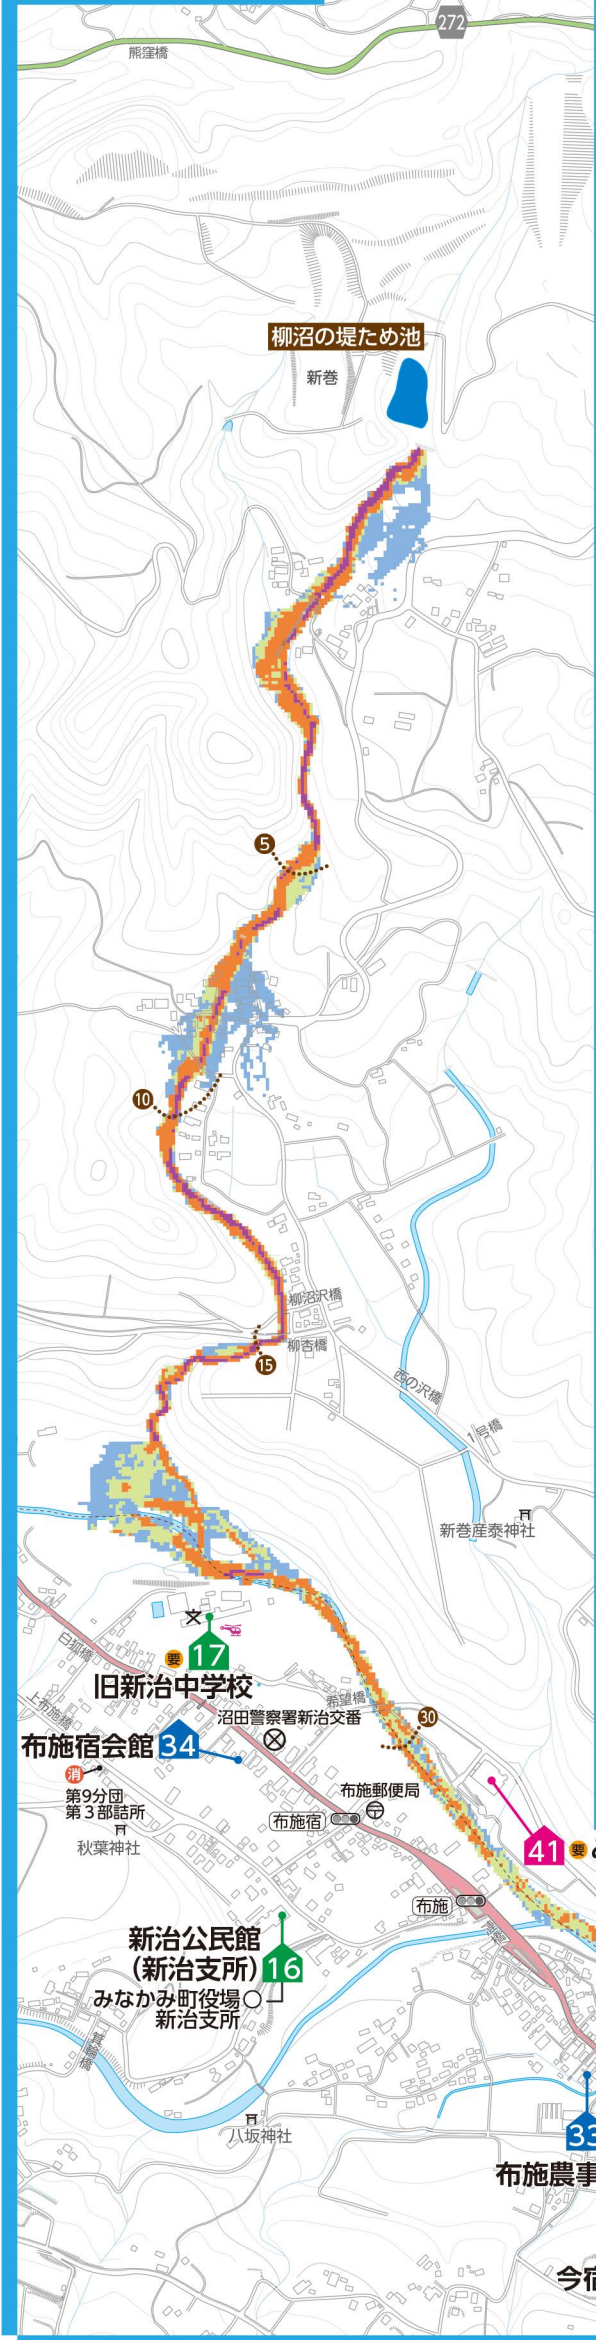 272
熊窪橋
柳沼の堤ため池
新巻
5
10
柳沼沢橋
柳杏橋
15
西の沢橋
1号橋
新巻産泰神社
文
要
17
旧新治中学校
白狐橋
上布施橋
希望橋
30
沼田警察署新治交番
布施宿会館
34
消
第9分団
第3部詰所
秋葉神社
布施郵便局
布施宿
41
要
布施
新治公民館
(新治支所)
16
みなかみ町役場
新治支所
八坂神社
33
布施農事
今宿